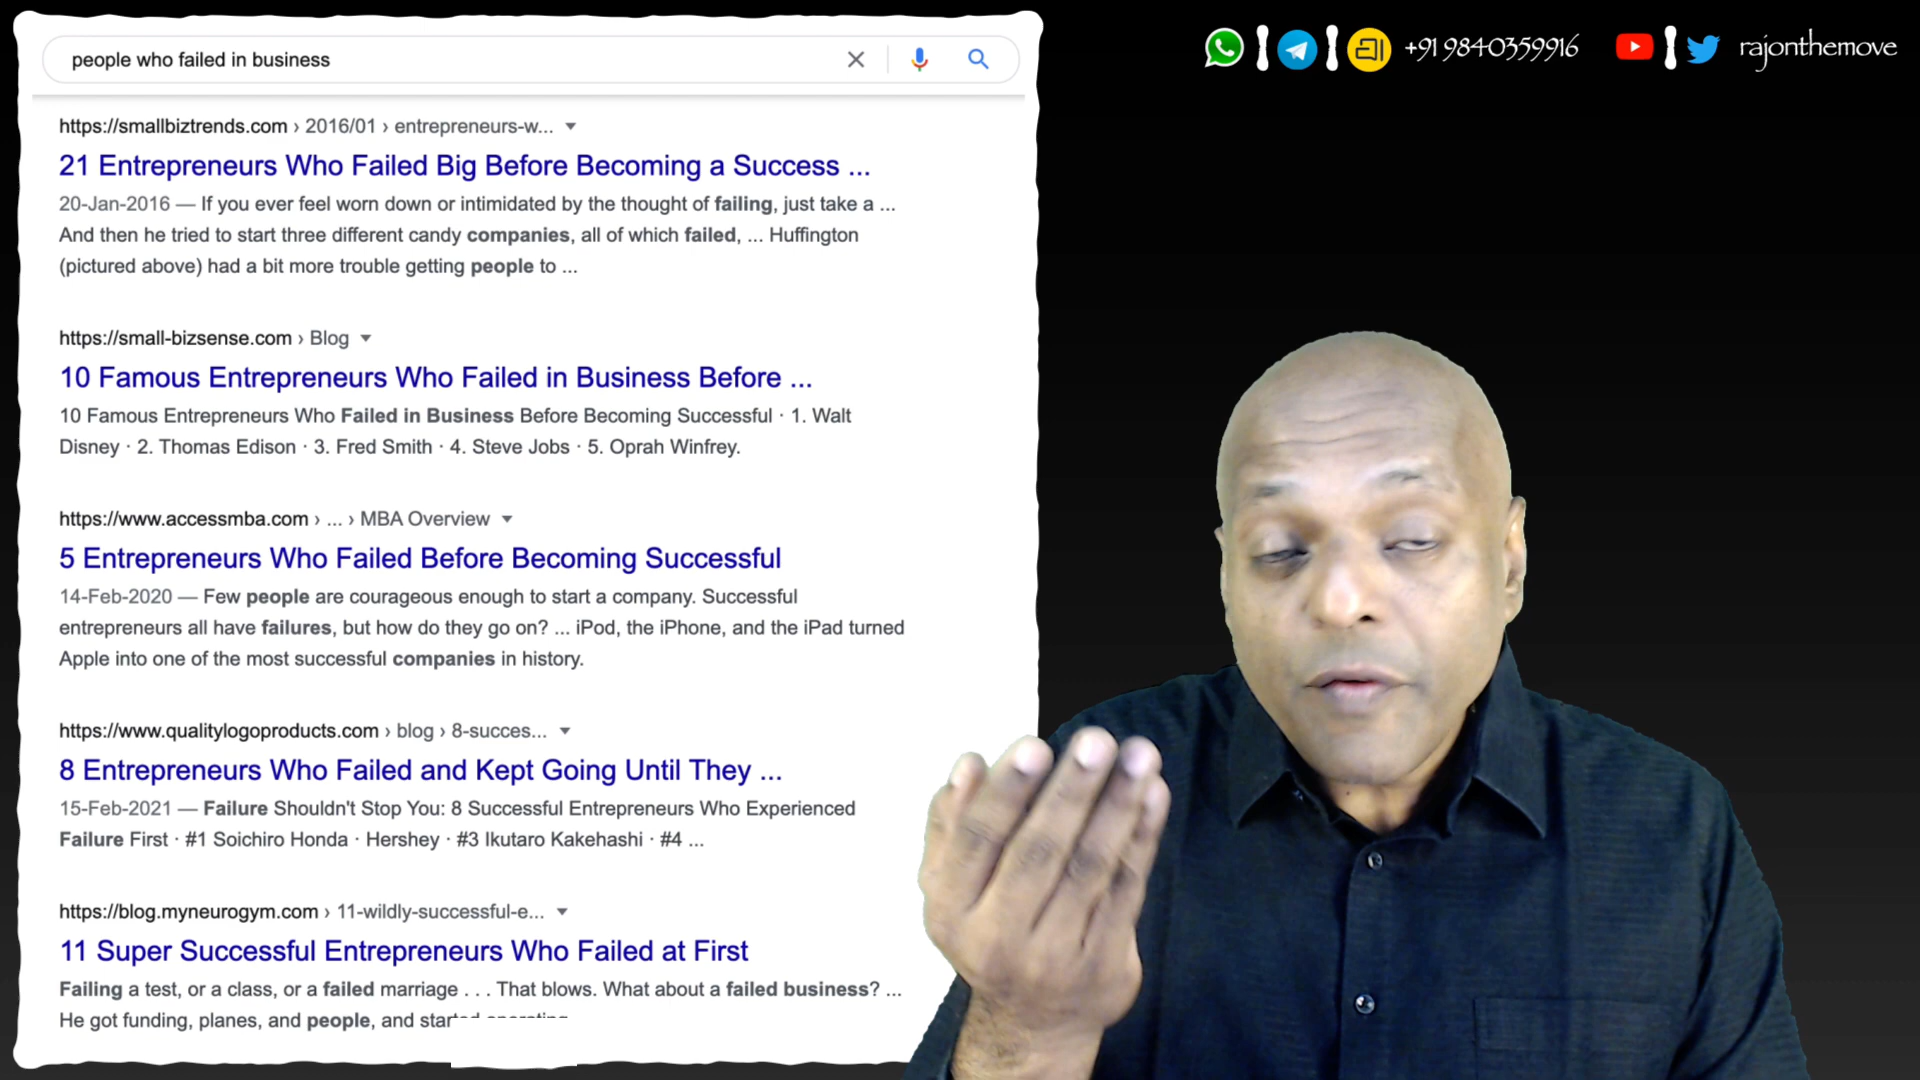 people who failed in business
https://smallbiztrends.com › 2016/01 › entrepreneurs-w...
21 Entrepreneurs Who Failed Big Before Becoming a Success ...
20-Jan-2016 — If you ever feel worn down or intimidated by the thought of failing, just take a ...
And then he tried to start three different candy companies, all of which failed, ... Huffington
(pictured above) had a bit more trouble getting people to ...
https://small-bizsense.com › Blog
10 Famous Entrepreneurs Who Failed in Business Before ...
10 Famous Entrepreneurs Who Failed in Business Before Becoming Successful · 1. Walt
Disney · 2. Thomas Edison · 3. Fred Smith · 4. Steve Jobs · 5. Oprah Winfrey.
https://www.accessmba.com › ... › MBA Overview
5 Entrepreneurs Who Failed Before Becoming Successful
14-Feb-2020 — Few people are courageous enough to start a company. Successful
entrepreneurs all have failures, but how do they go on? ... iPod, the iPhone, and the iPad turned
Apple into one of the most successful companies in history.
https://www.qualitylogoproducts.com › blog › 8-succes...
8 Entrepreneurs Who Failed and Kept Going Until They ...
15-Feb-2021 — Failure Shouldn't Stop You: 8 Successful Entrepreneurs Who Experienced
Failure First · #1 Soichiro Honda · Hershey · #3 Ikutaro Kakehashi · #4 ...
https://blog.myneurogym.com › 11-wildly-successful-e...
11 Super Successful Entrepreneurs Who Failed at First
Failing a test, or a class, or a failed marriage . . . That blows. What about a failed business? ...
He got funding, planes, and people, and
+91 9840359916
rajonthemove